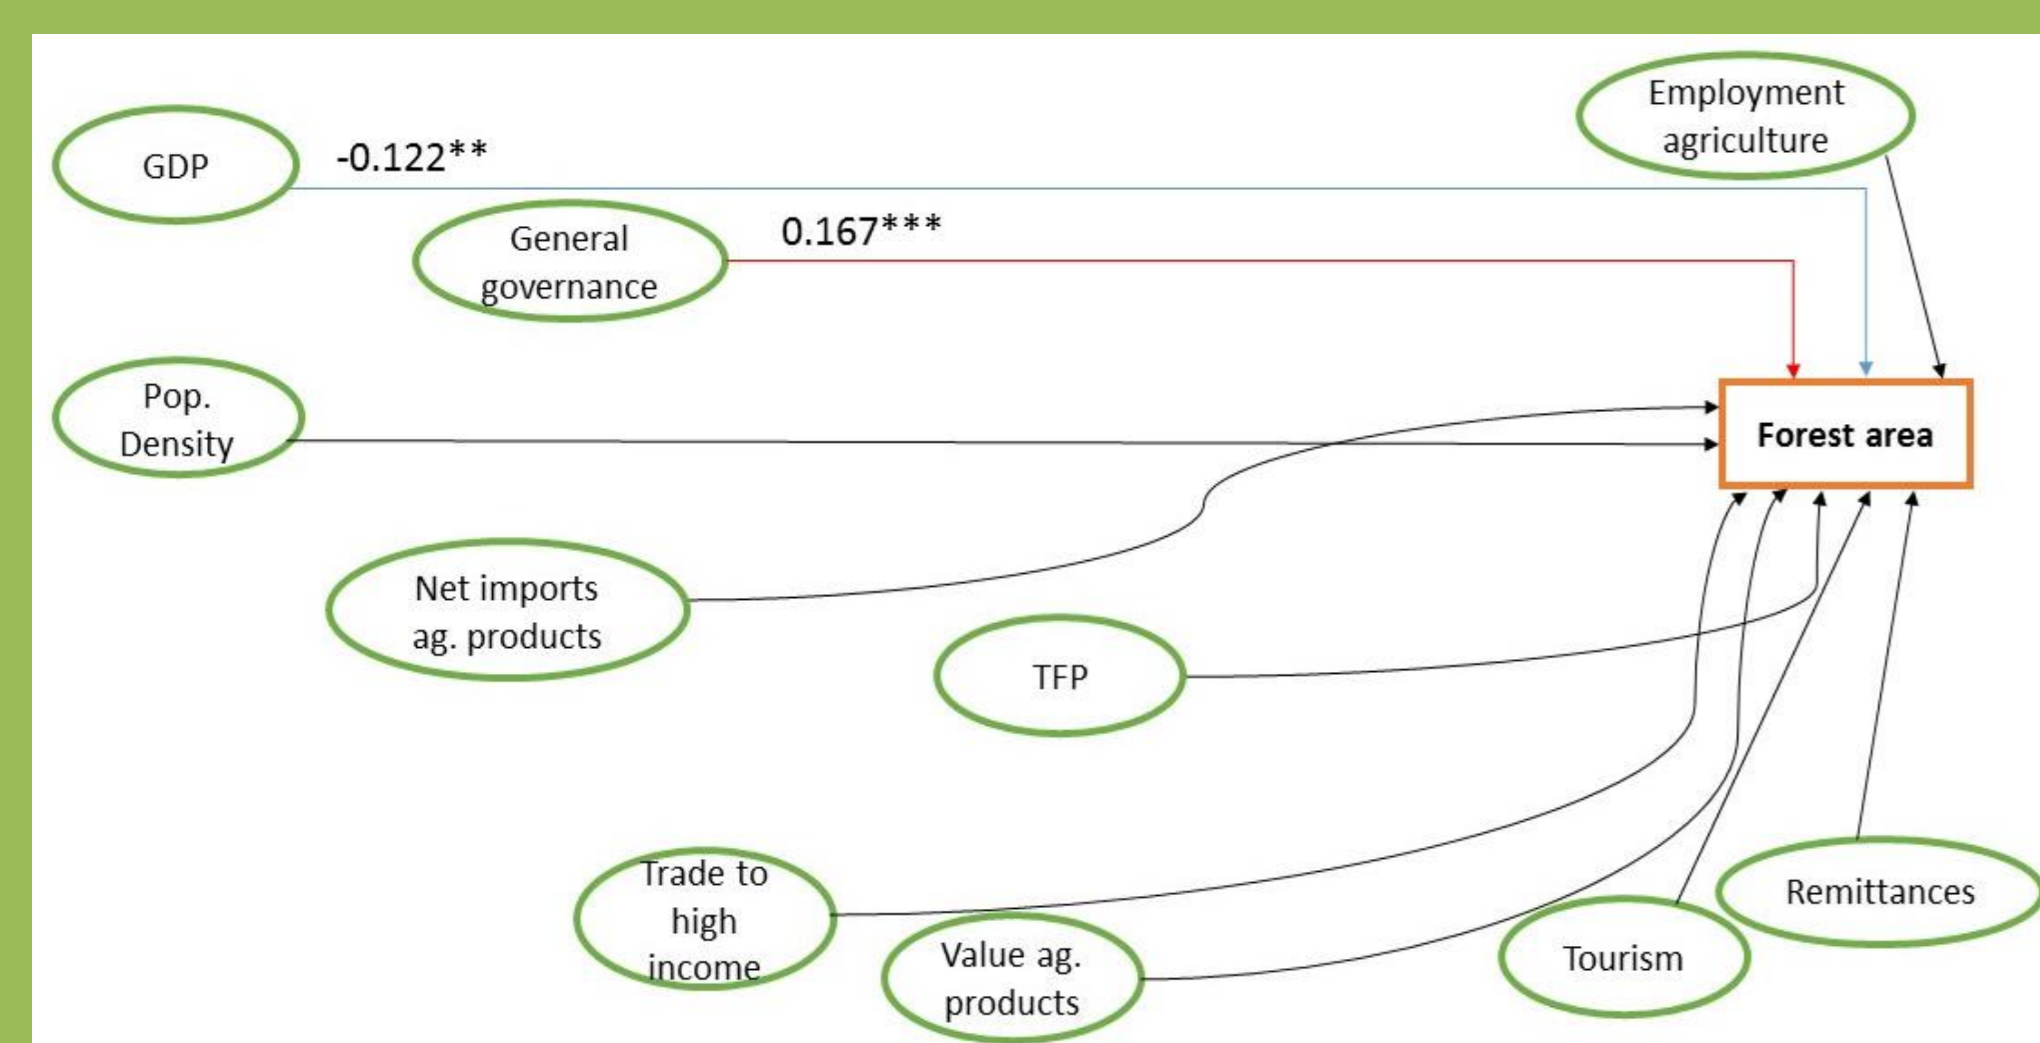 Employment
agriculture
GDP
-0.122**
General
governance
0.167***
Pop.
Density
Forest area
Net imports
ag. products
TFP
Trade to
high
income
Value ag.
products
Tourism
Remittances